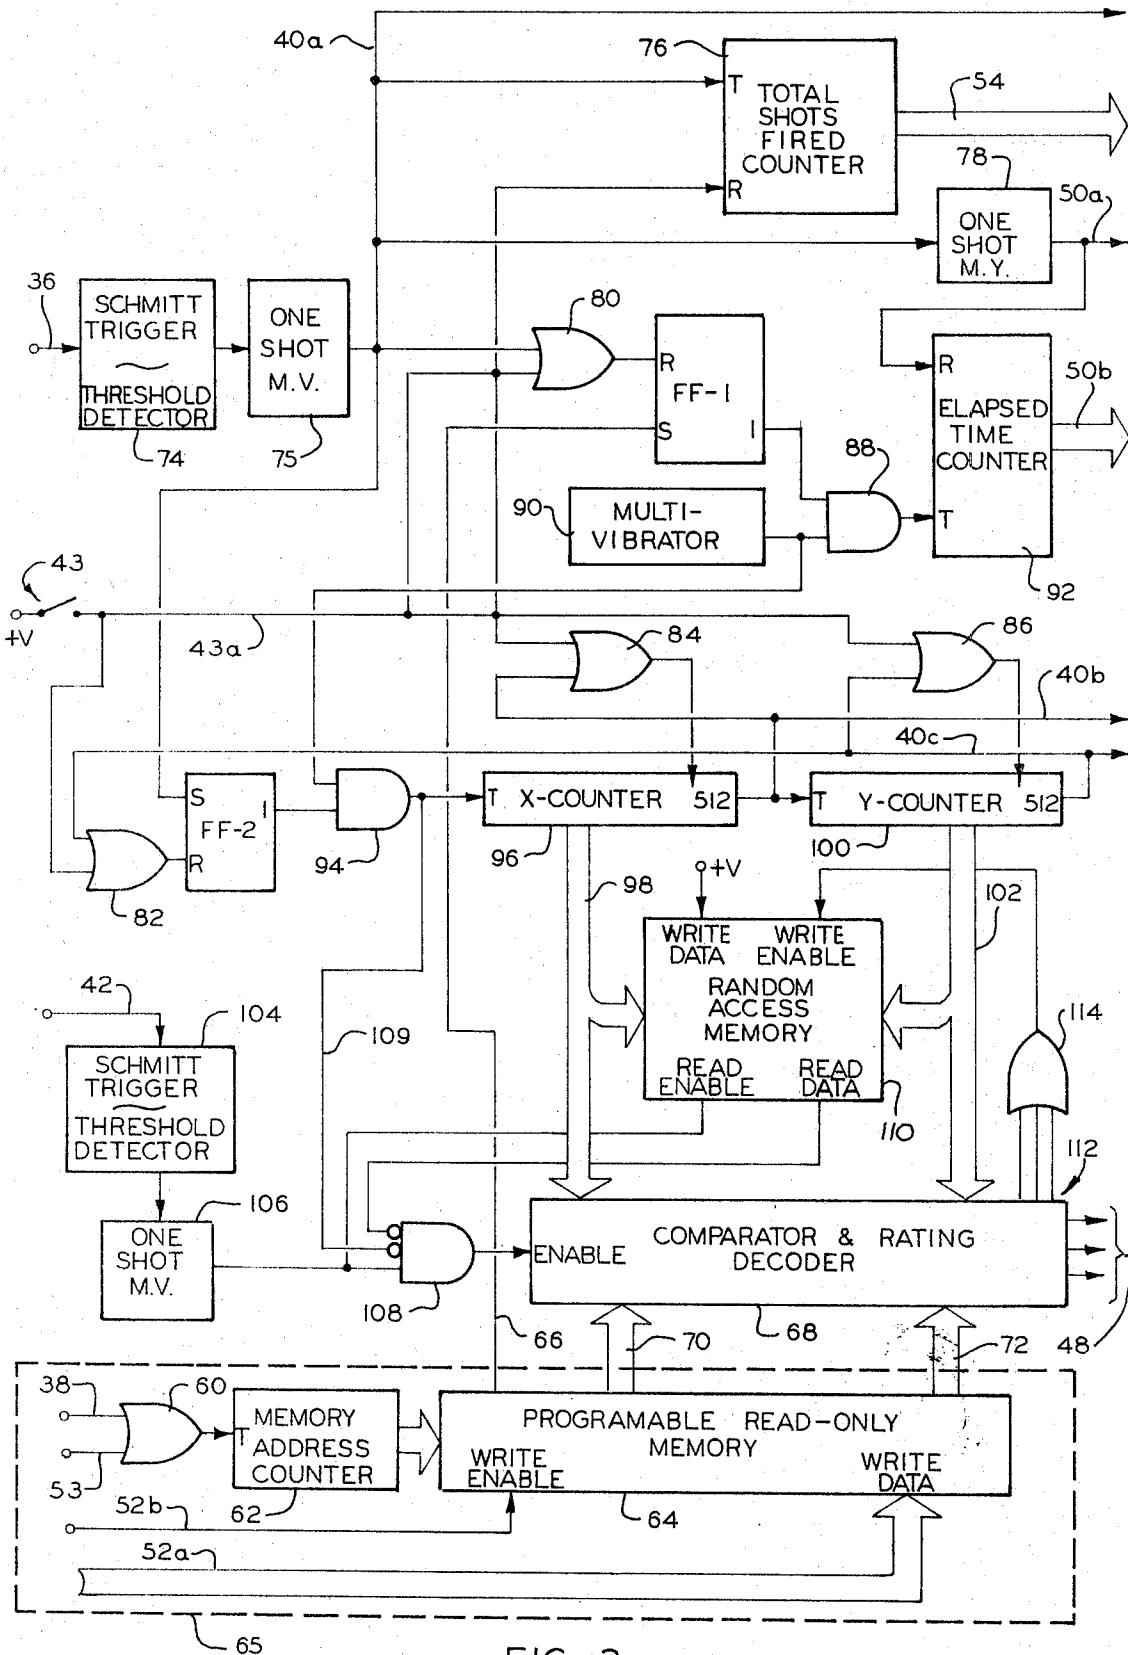 40a
76
T
TOTAL
SHOTS
FIRED
COUNTER
R
54
78
ONE
SHOT
M.Y.
50a
36
SCHMITT
TRIGGER
THRESHOLD
DETECTOR
74
ONE
SHOT
M.V.
75
80
R
FF-1
S
1
R
ELAPSED
TIME
COUNTER
T
50b
92
88
90
MULTI-
VIBRATOR
43
+V
43a
84
86
40b
40c
S
1
FF-2
R
82
94
T X-COUNTER 512
96
T Y-COUNTER 512
100
98
+V
102
WRITE
DATA
WRITE
ENABLE
RANDOM
ACCESS
MEMORY
READ
ENABLE
READ
DATA
110
114
112
42
104
SCHMITT
TRIGGER
THRESHOLD
DETECTOR
109
106
ONE
SHOT
M.V.
108
ENABLE
COMPARATOR & RATING
DECODER
66
70
68
72
48
38
60
53
T
MEMORY
ADDRESS
COUNTER
62
PROGRAMABLE READ-ONLY
MEMORY
WRITE
ENABLE
WRITE
DATA
64
52b
52a
65